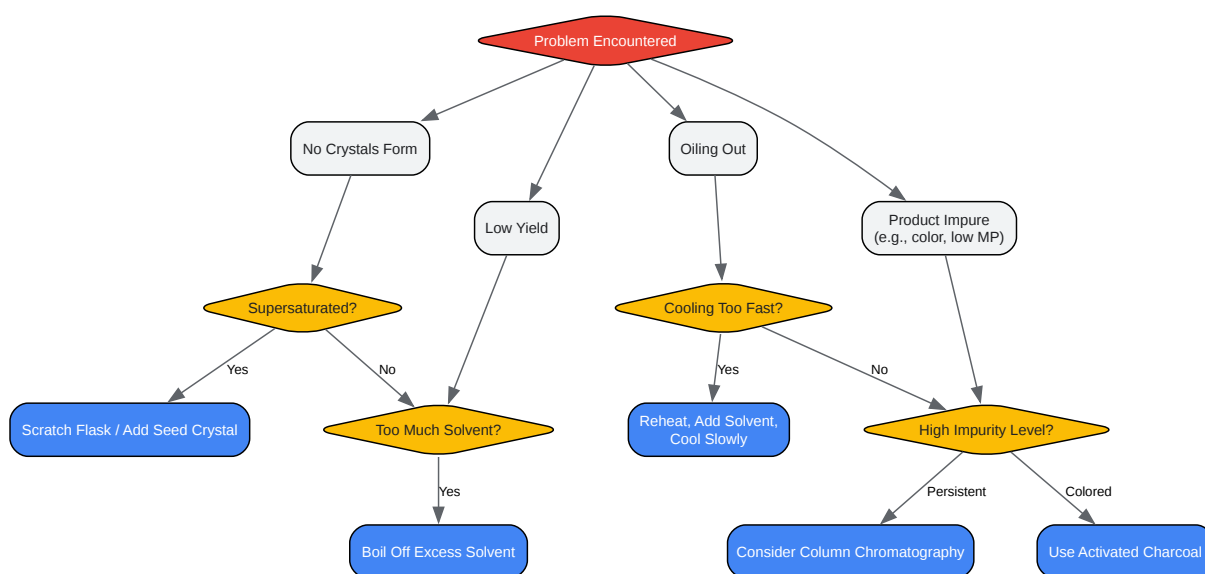 Problem Encountered
No Crystals Form
Oiling Out
Low Yield
Product Impure
(e.g., color, low MP)
Supersaturated?
Cooling Too Fast?
Yes
No
Yes
No
Scratch Flask / Add Seed Crystal
Too Much Solvent?
Reheat, Add Solvent,
Cool Slowly
High Impurity Level?
Yes
Persistent
Colored
Boil Off Excess Solvent
Consider Column Chromatography
Use Activated Charcoal